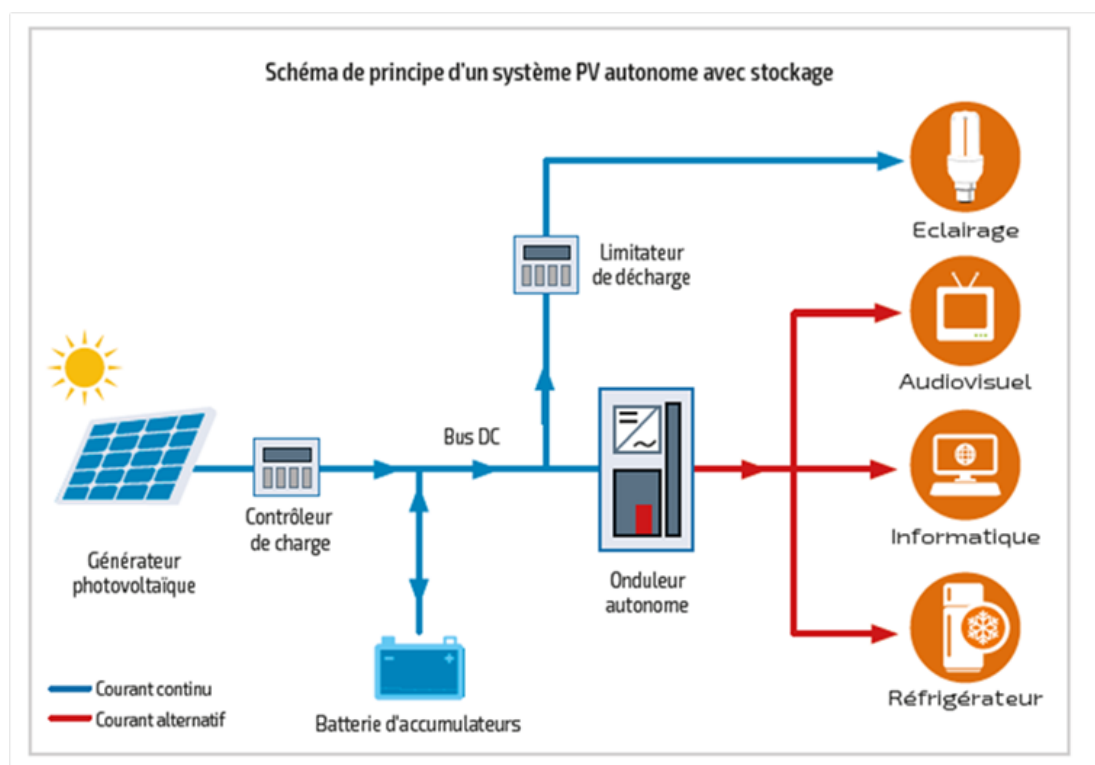 Schéma de principe d'un système PV autonome avec stockage
Eclairage
Limitateur
de décharge
Audiovisuel
Bus DC
Contrôleur
de charge
Informatique
Générateur
photovoltaïque
Onduleur
autonome
Courant continu
Courant alternatif
Batterie d'accumulateurs
Réfrigérateur